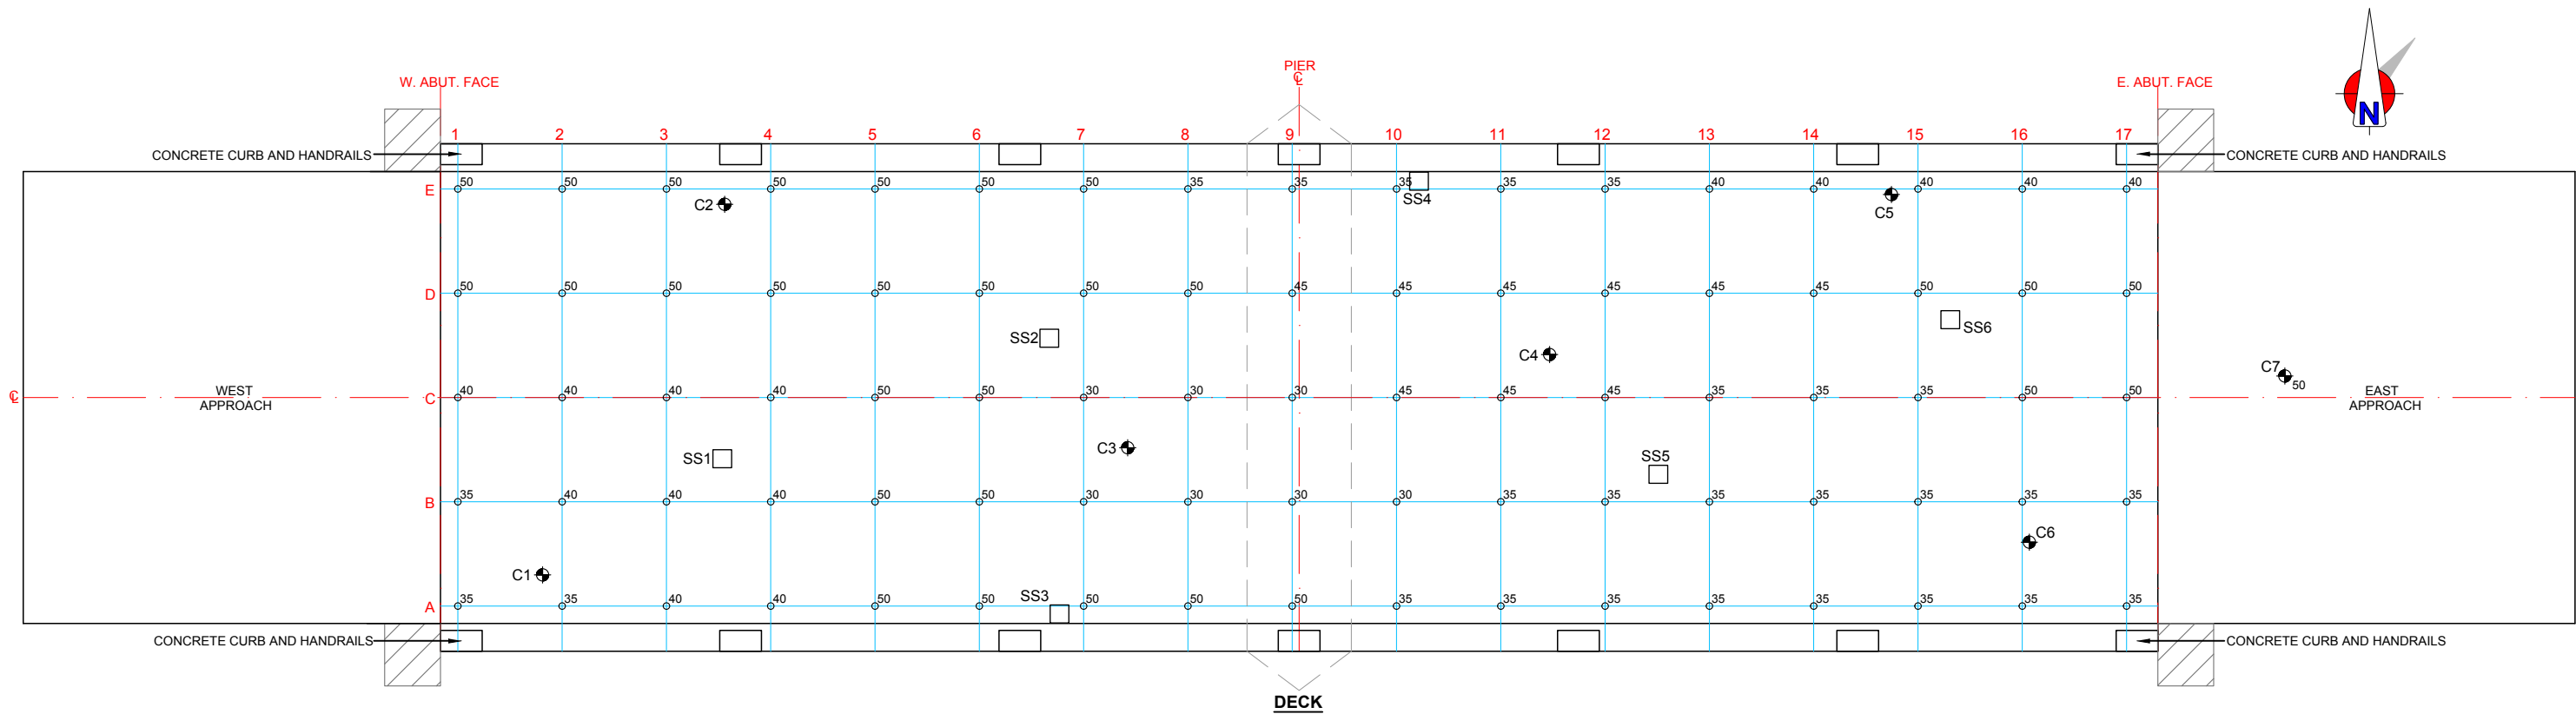 PIER
℄
W. ABUT. FACE
E. ABUT. FACE
N
1 2 3 4 5 6 7 8 9 10 11 12 13 14 15 16 17
CONCRETE CURB AND HANDRAILS
CONCRETE CURB AND HANDRAILS
E 50 50 50 50 50 50 50 35 35 35 35 35 40 40 40 40 40
SS4
C2
C5
D 50 50 50 50 50 50 50 50 45 45 45 45 45 45 50 50 50
SS6
SS2
C4
C7
50
℄
WEST
APPROACH
C 40 40 40 40 50 50 30 30 30 45 45 45 35 35 35 50 50
EAST
APPROACH
C3
SS1
SS5
B 35 40 40 40 50 50 30 30 30 30 35 35 35 35 35 35 35
C6
C1
SS3
A 35 35 40 40 50 50 50 50 50 35 35 35 35 35 35 35 35
CONCRETE CURB AND HANDRAILS
CONCRETE CURB AND HANDRAILS
DECK